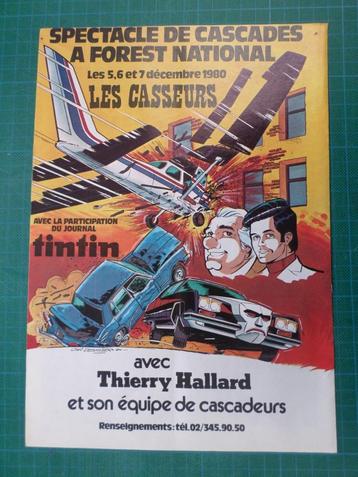 SPECTACLE DE CASCADES
A FOREST NATIONAL
Les 5,6 et 7 décembre 1980
LES CASSEURS
AVEC LA PARTICIPATION
DU JOURNAL
tintin
avec
Thierry Hallard
et son équipe de cascadeurs
Renseignements: tél.02/345.90.50